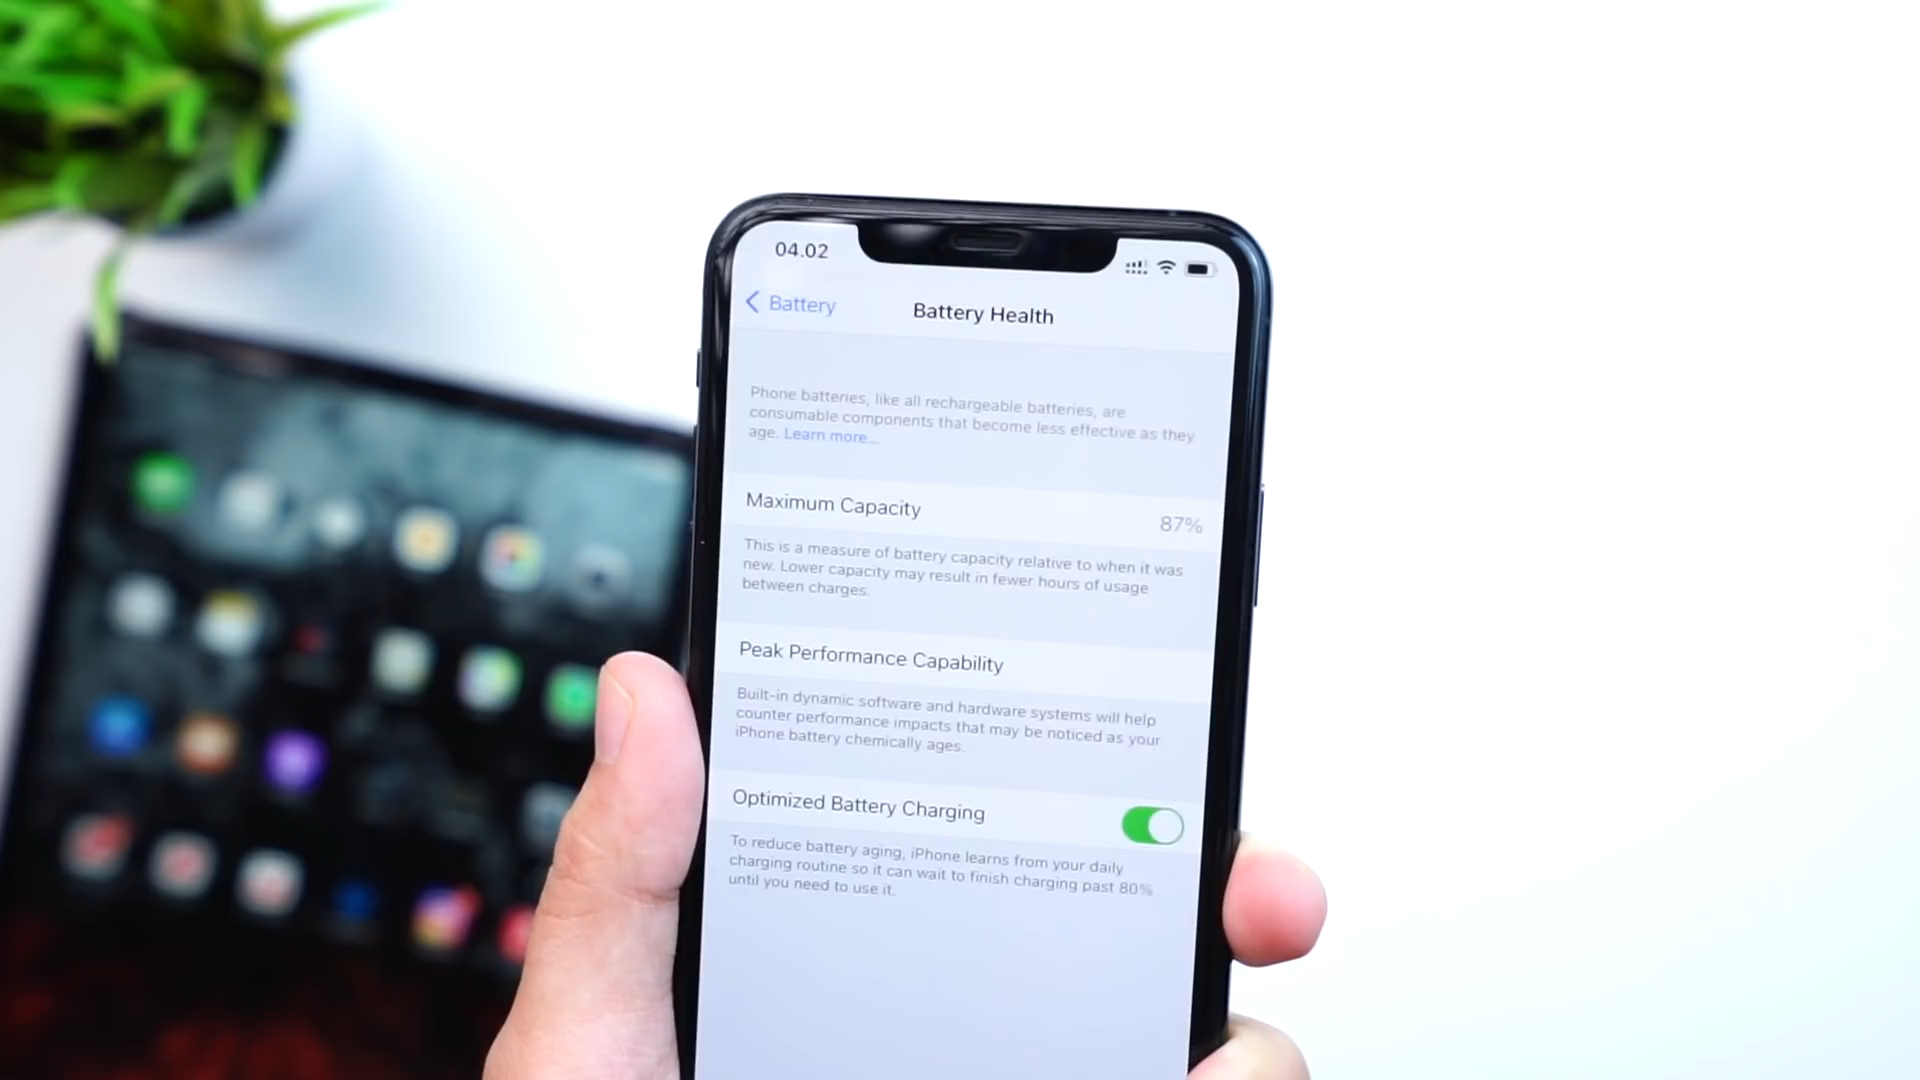 04.02
Battery
Battery Health
Phone batteries, like all rechargeable batteries, are
consumable components that become less effective as they
age. Learn more...
Maximum Capacity
87%
This is a measure of battery capacity relative to when it was
new. Lower capacity may result in fewer hours of usage
between charges.
Peak Performance Capability
Built-in dynamic software and hardware systems will help
counter performance impacts that may be noticed as your
iPhone battery chemically ages.
Optimized Battery Charging
To reduce battery aging, iPhone learns from your daily
charging routine so it can wait to finish charging past 80%
until you need to use it.